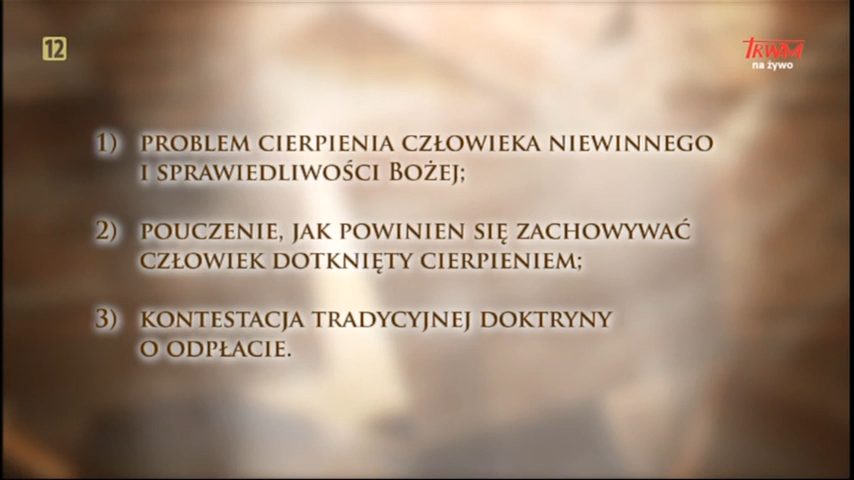 12
TRWAM
na żywo
1) PROBLEM CIERPIENIA CZŁOWIEKA NIEWINNEGO
I SPRAWIEDLIWOŚCI BOŻEJ;
2) POUCZENIE, JAK POWINIEN SIĘ ZACHOWYWAĆ
CZŁOWIEK DOTKNIĘTY CIERPIENIEM;
3) KONTESTACJA TRADYCYJNEJ DOKTRYNY
O ODPŁACIE.